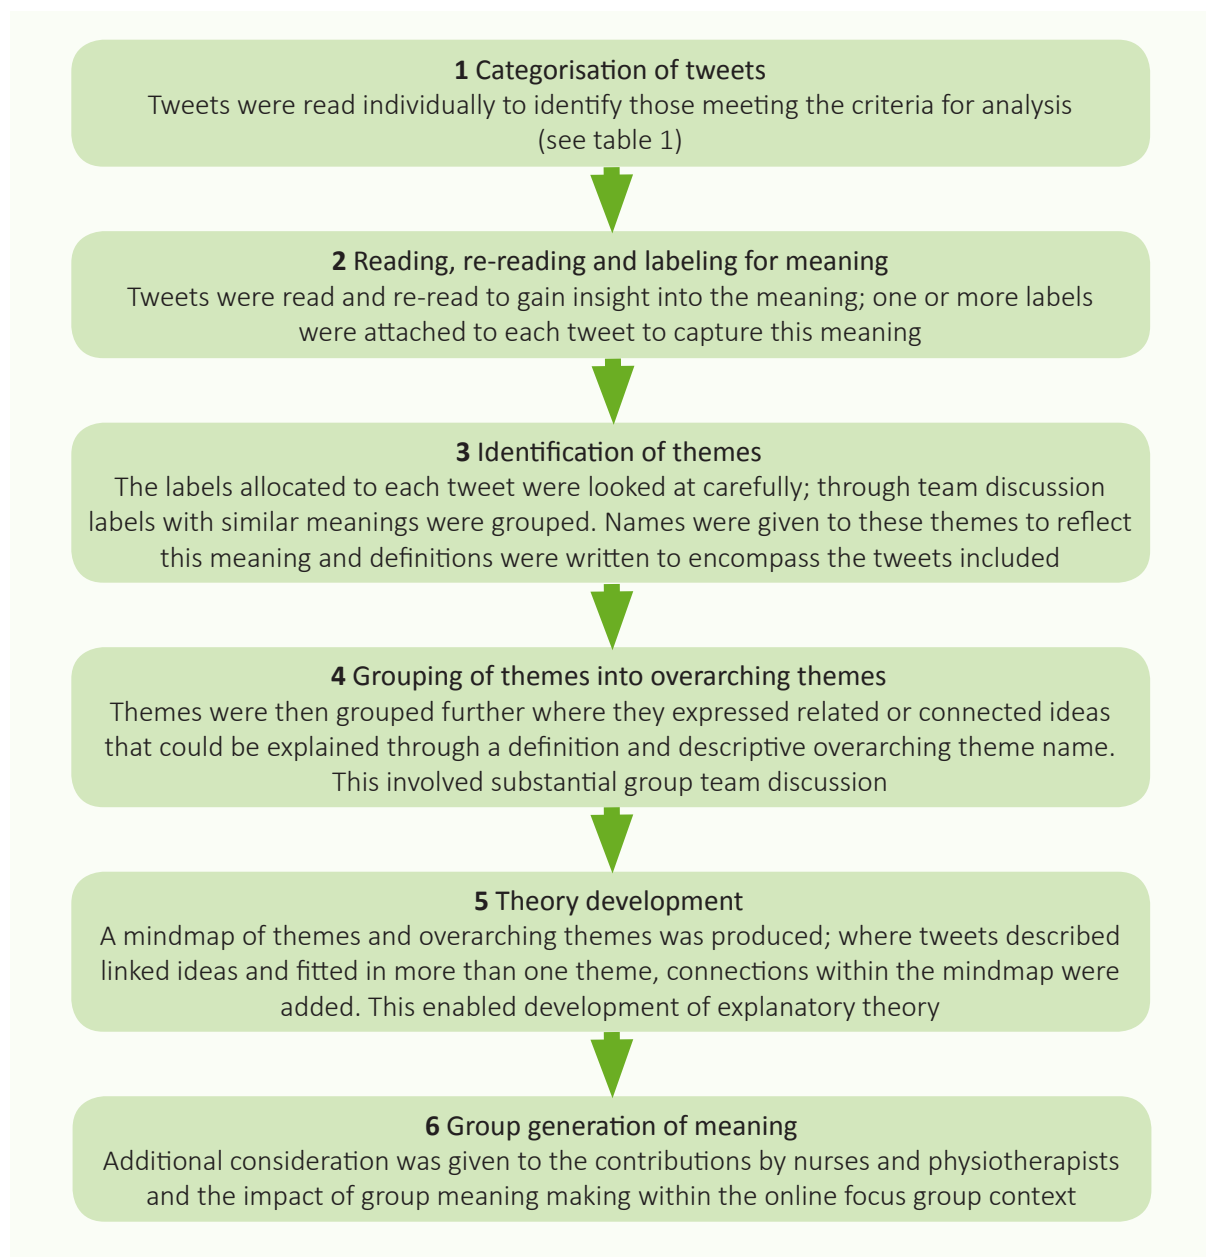 1 Categorisation of tweets
Tweets were read individually to identify those meeting the criteria for analysis
(see table 1)
2 Reading, re-reading and labeling for meaning
Tweets were read and re-read to gain insight into the meaning; one or more labels
were attached to each tweet to capture this meaning
3 Identification of themes
The labels allocated to each tweet were looked at carefully; through team discussion
labels with similar meanings were grouped. Names were given to these themes to reflect
this meaning and definitions were written to encompass the tweets included
4 Grouping of themes into overarching themes
Themes were then grouped further where they expressed related or connected ideas
that could be explained through a definition and descriptive overarching theme name.
This involved substantial group team discussion
5 Theory development
A mindmap of themes and overarching themes was produced; where tweets described
linked ideas and fitted in more than one theme, connections within the mindmap were
added. This enabled development of explanatory theory
6 Group generation of meaning
Additional consideration was given to the contributions by nurses and physiotherapists
and the impact of group meaning making within the online focus group context